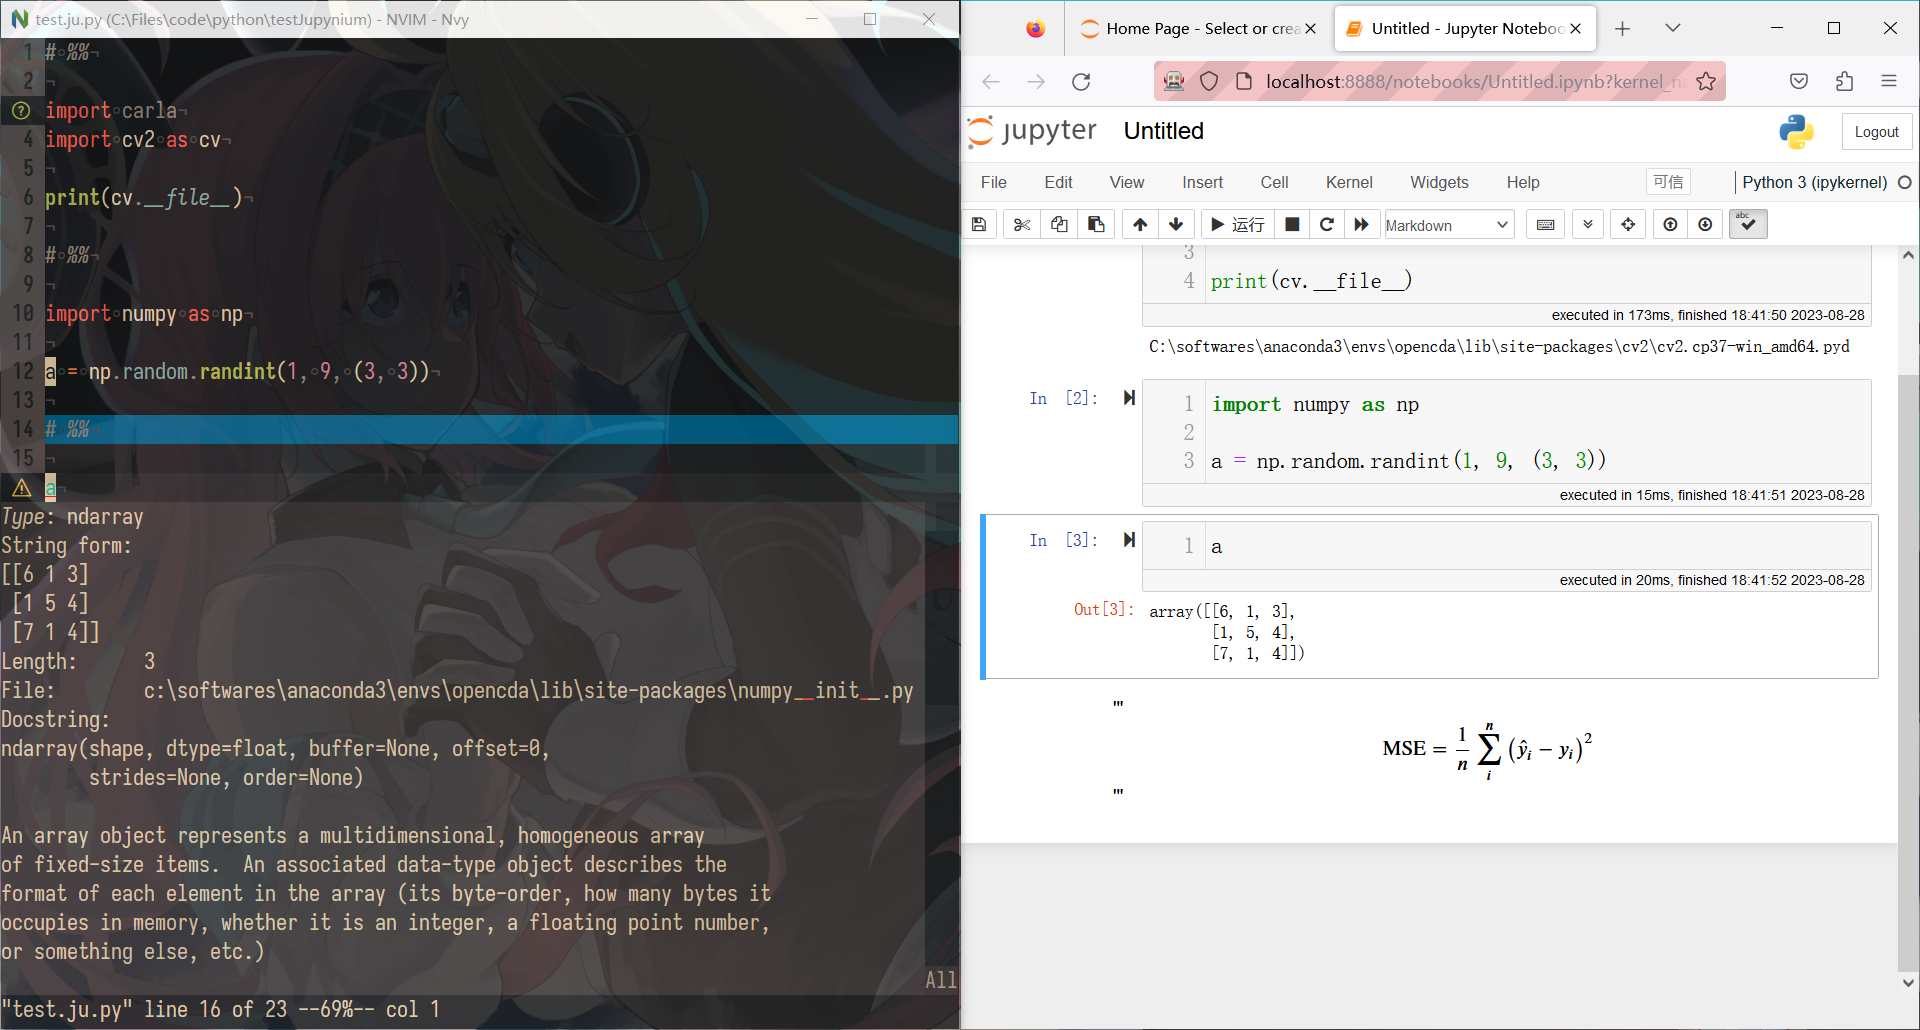 test.ju.py (C:\Files\code\python\testJupynium) - NVIM - Nvy
1 # %%
2
import carla
4 import cv2 as cv
5
6 print(cv.__file__)
7
8 # %%
9
10 import numpy as np
11
12 a = np.random.randint(1, 9, (3, 3))
13
14 # %%
15
a
Type: ndarray
String form:
[[6 1 3]
 [1 5 4]
 [7 1 4]]
Length: 3
File: c:\softwares\anaconda3\envs\opencda\lib\site-packages\numpy__init__.py
Docstring:
ndarray(shape, dtype=float, buffer=None, offset=0,
strides=None, order=None)
An array object represents a multidimensional, homogeneous array
of fixed-size items.  An associated data-type object describes the
format of each element in the array (its byte-order, how many bytes it
occupies in memory, whether it is an integer, a floating point number,
or something else, etc.)
All
"test.ju.py" line 16 of 23 --69%-- col 1
Home Page - Select or crea
Untitled - Jupyter Noteboo
localhost:8888/notebooks/Untitled.ipynb?kernel_na
jupyter Untitled
Logout
File Edit View Insert Cell Kernel Widgets Help 可信 Python 3 (ipykernel)
运行 Markdown abc
3
4 print(cv.__file__)
executed in 173ms, finished 18:41:50 2023-08-28
C:\softwares\anaconda3\envs\opencda\lib\site-packages\cv2\cv2.cp37-win_amd64.pyd
In [2]:
1 import numpy as np
2
3 a = np.random.randint(1, 9, (3, 3))
executed in 15ms, finished 18:41:51 2023-08-28
In [3]:
1 a
executed in 20ms, finished 18:41:52 2023-08-28
Out[3]: array([[6, 1, 3],
[1, 5, 4],
[7, 1, 4]])
'''
MSE = 1/n ∑_i^n (ŷ_i − y_i)^2
'''